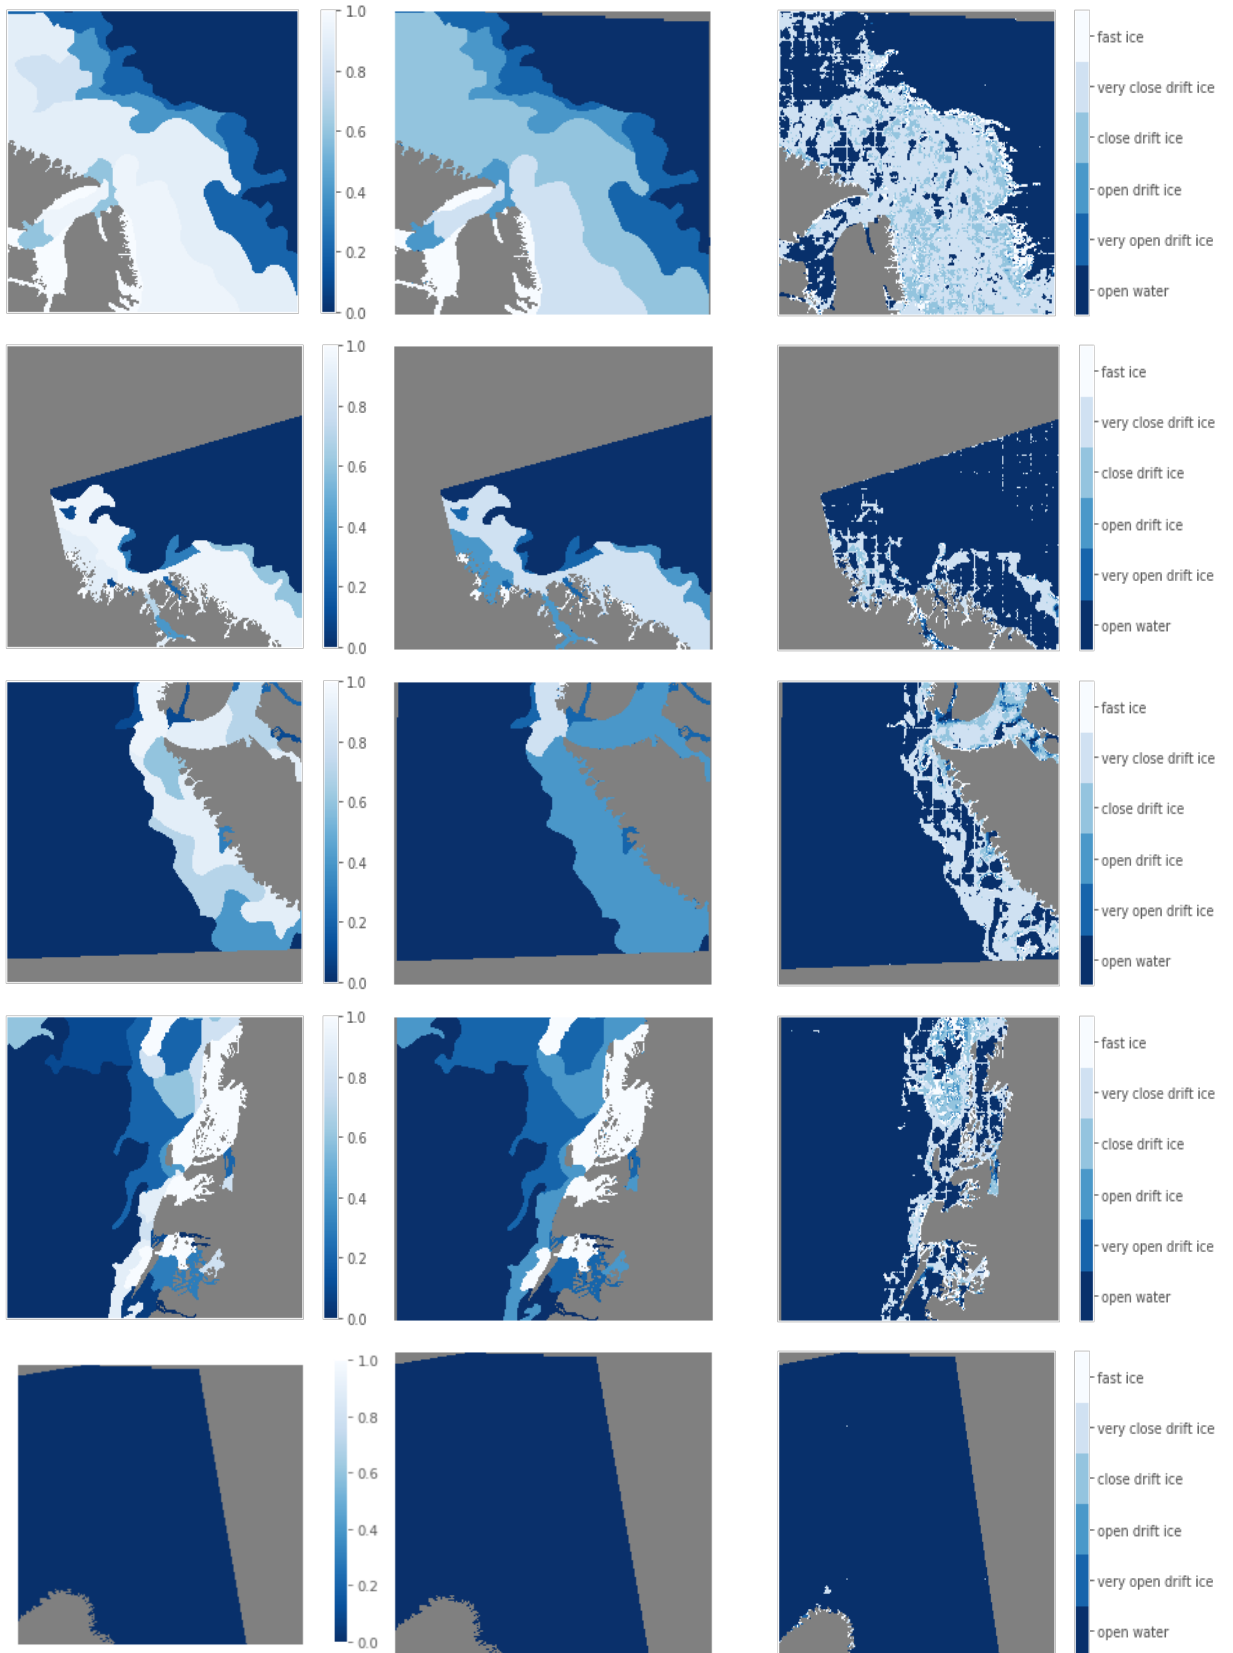 1.0
0.8
0.6
0.4
0.2
0.0
fast ice
very close drift ice
close drift ice
open drift ice
very open drift ice
open water
1.0
0.8
0.6
0.4
0.2
0.0
fast ice
very close drift ice
close drift ice
open drift ice
very open drift ice
open water
1.0
0.8
0.6
0.4
0.2
0.0
fast ice
very close drift ice
close drift ice
open drift ice
very open drift ice
open water
1.0
0.8
0.6
0.4
0.2
0.0
fast ice
very close drift ice
close drift ice
open drift ice
very open drift ice
open water
1.0
0.8
0.6
0.4
0.2
0.0
fast ice
very close drift ice
close drift ice
open drift ice
very open drift ice
open water